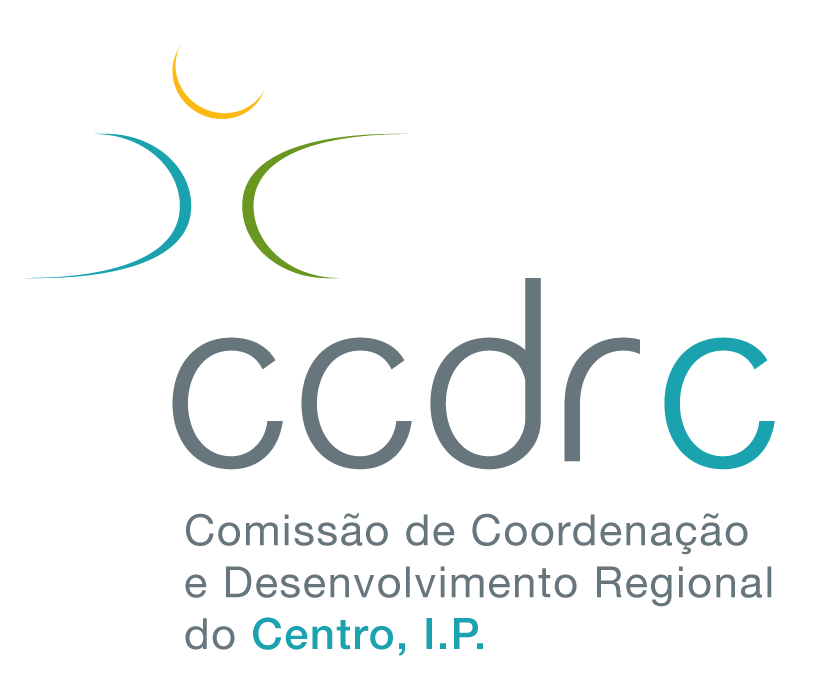 ccdrc
Comissão de Coordenação
e Desenvolvimento Regional
do Centro, I.P.